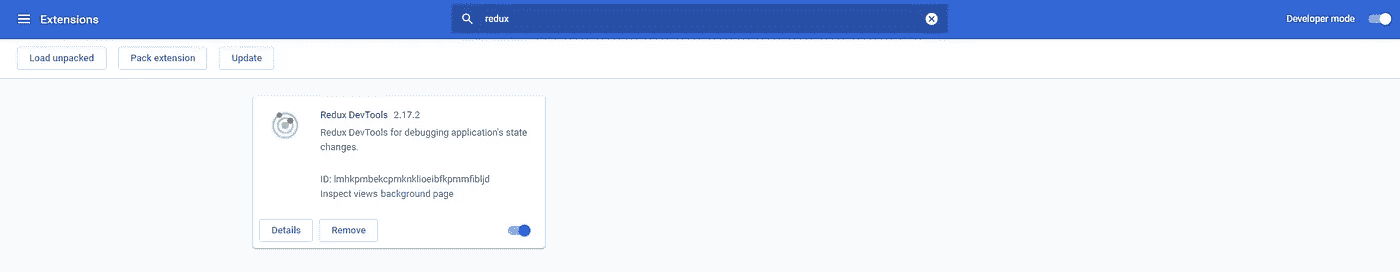 Extensions
redux
Developer mode
Load unpacked
Pack extension
Update
Redux DevTools 2.17.2
Redux DevTools for debugging application's state
changes.
ID: lmhkpmbekcpmknklioeibfkpmmfibljd
Inspect views background page
Details
Remove